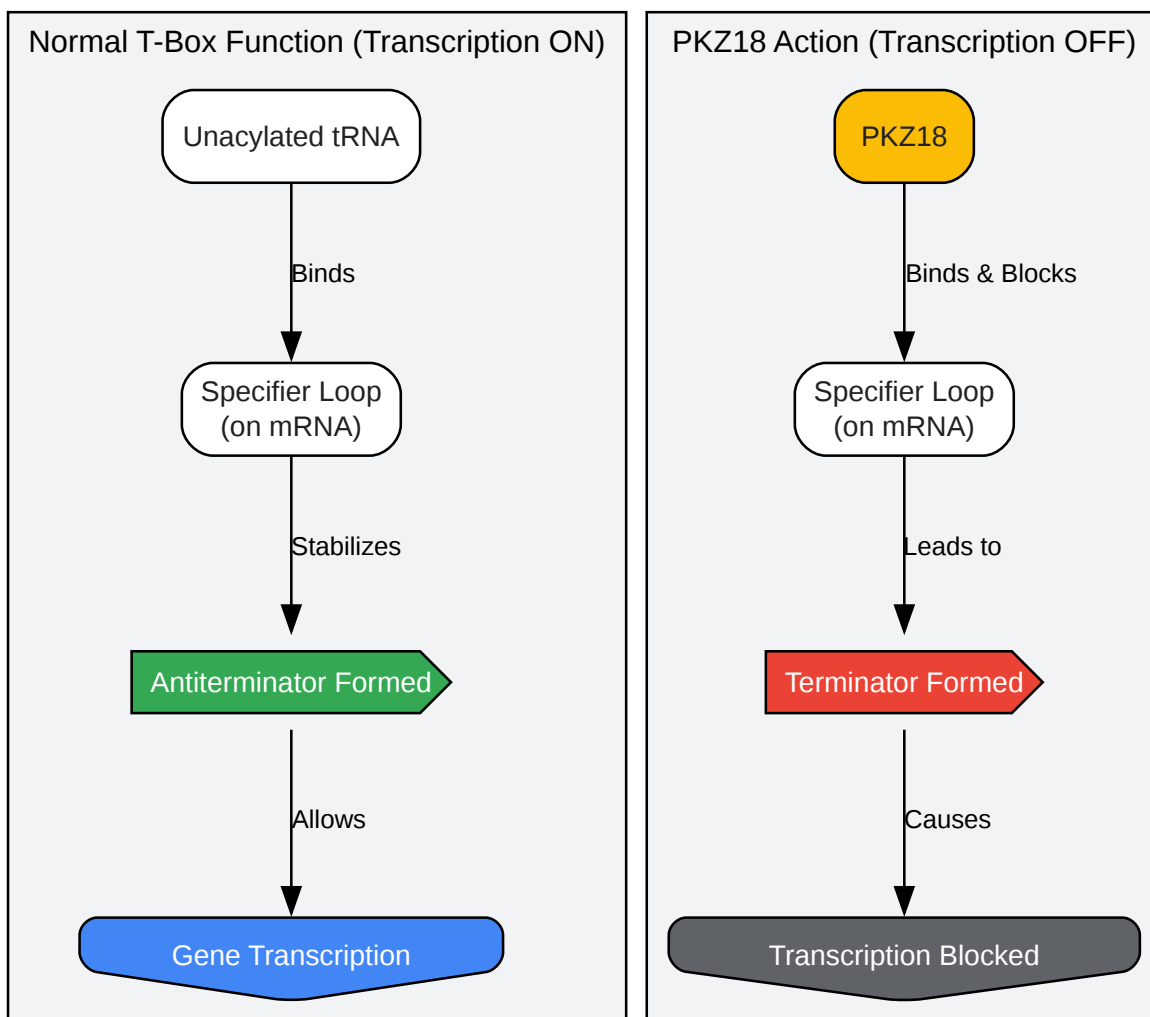 Normal T-Box Function (Transcription ON)
Unacylated tRNA
Binds
Specifier Loop
(on mRNA)
Stabilizes
Antiterminator Formed
Allows
Gene Transcription
PKZ18 Action (Transcription OFF)
PKZ18
Binds & Blocks
Specifier Loop
(on mRNA)
Leads to
Terminator Formed
Causes
Transcription Blocked